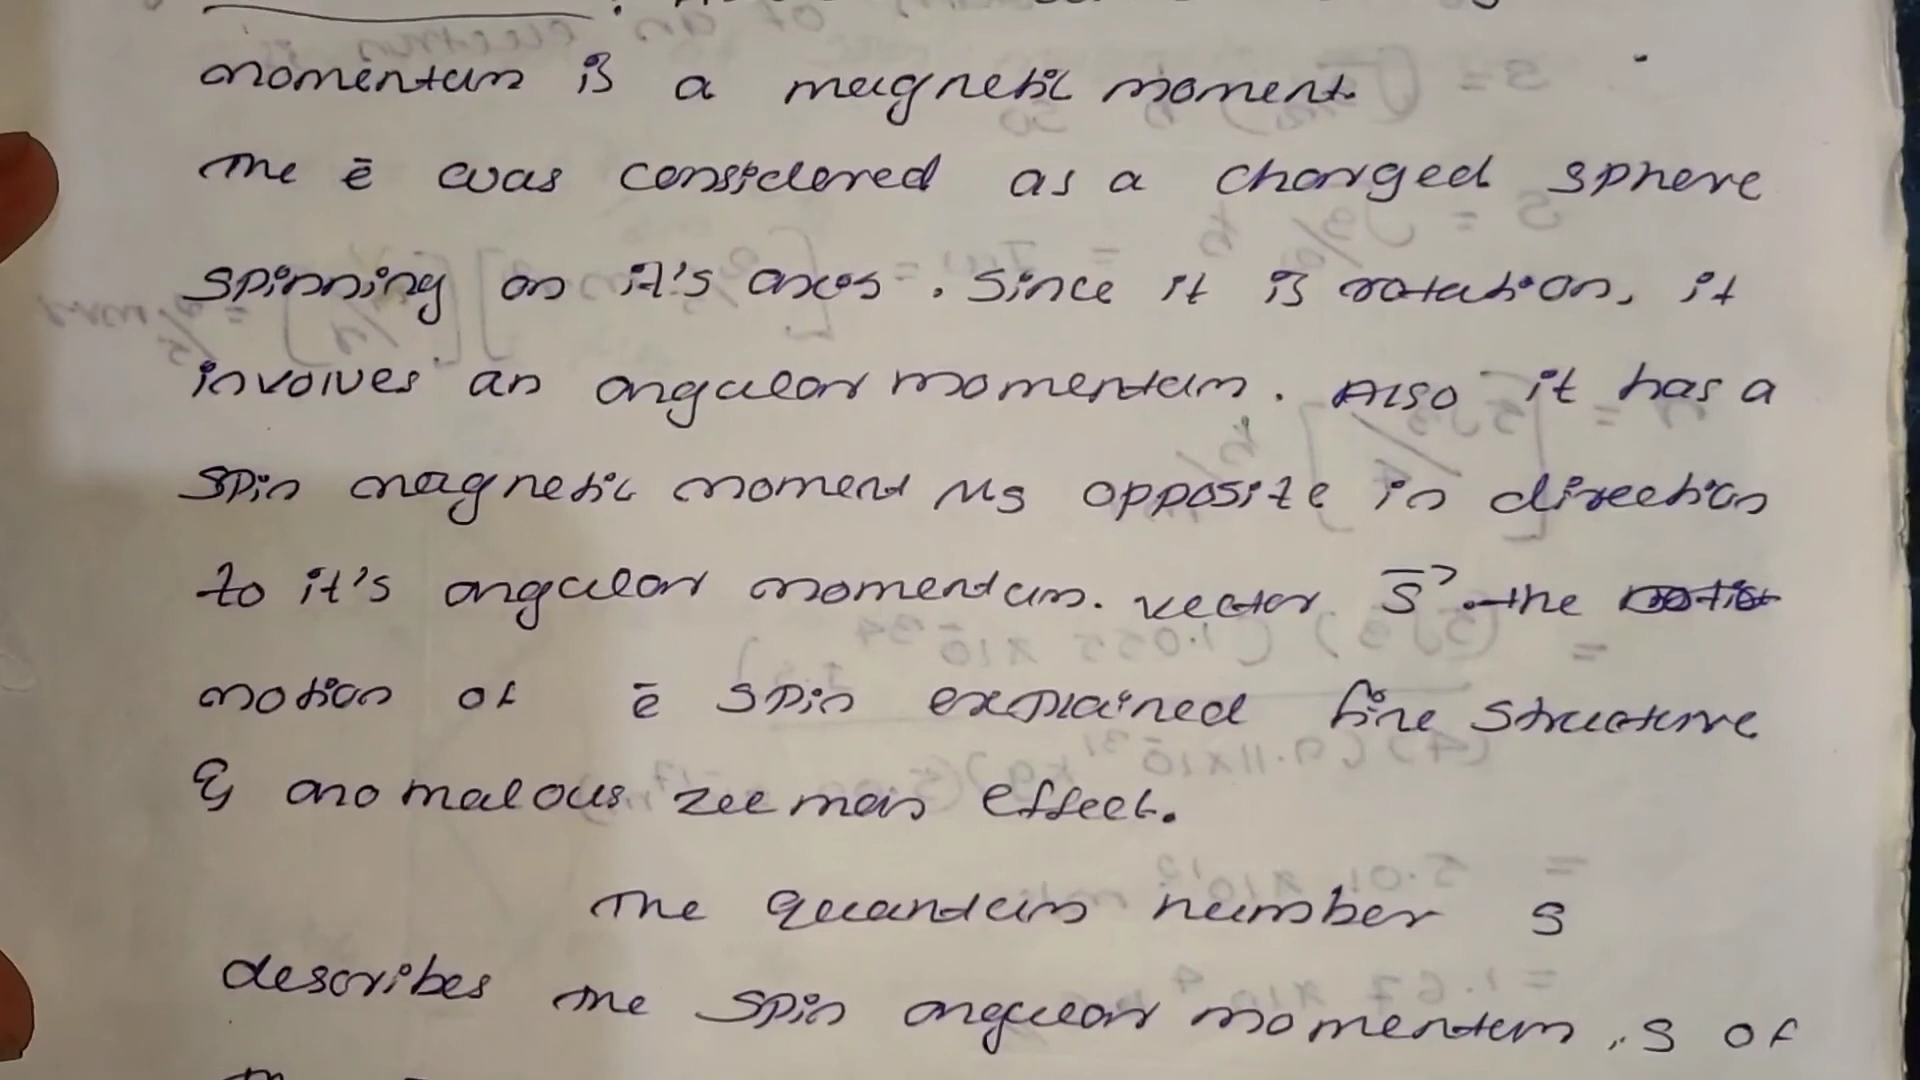 momentum is a magnetic moment.
The ē was considered as a charged sphere
spinning on it's axes. Since it is rotation, it
involves an angular momentum. Also it has a
spin magnetic moment μs opposite in direction
to it's angular momentum. vector S⃗. the
motion of ē spin explained fine structure
& anomalous zeeman effect.
The quantum number s
describes the spin angular momentum, s of